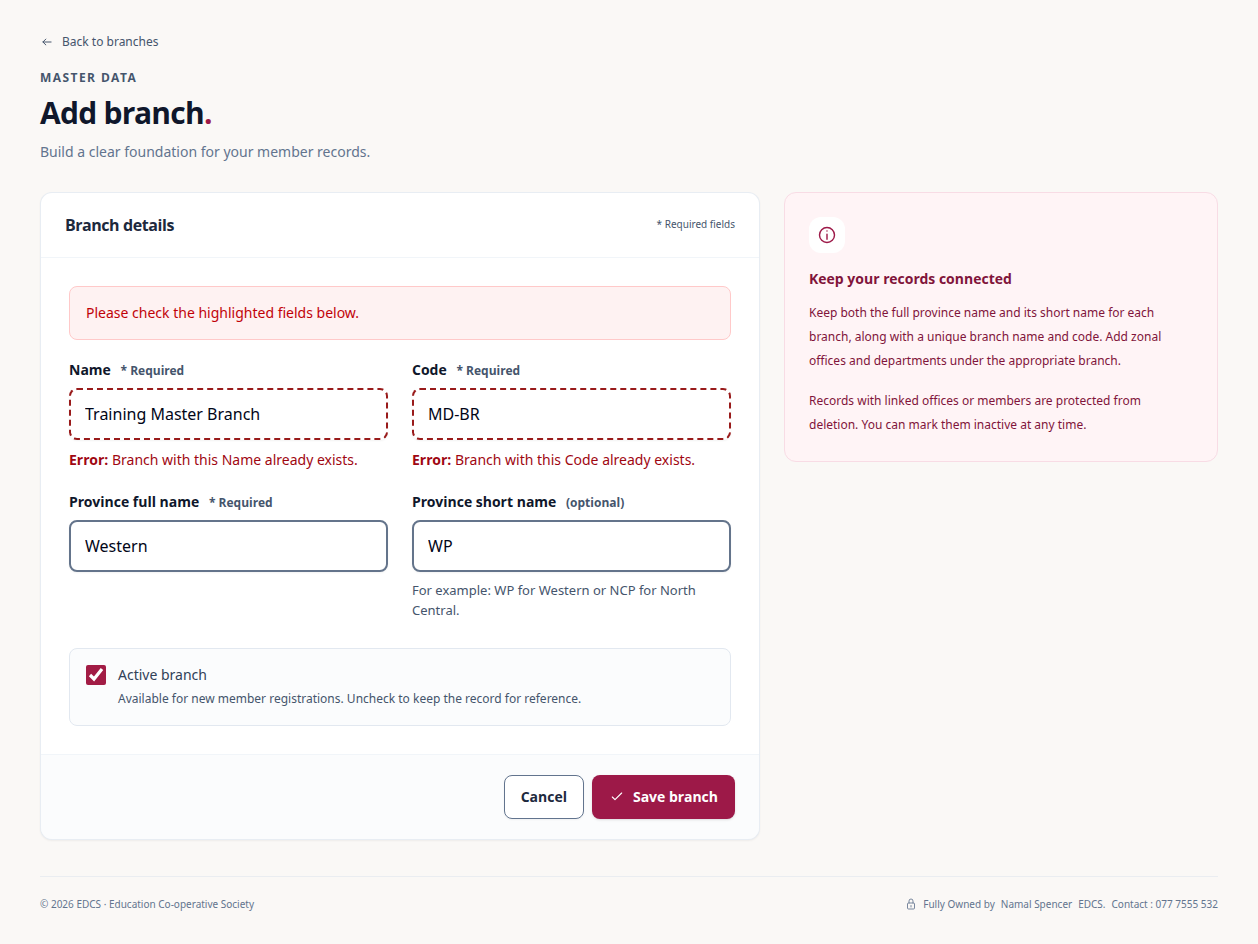 Back to branches
MASTER DATA
Add branch.
Build a clear foundation for your member records.
Branch details
* Required fields
Please check the highlighted fields below.
Name * Required
Training Master Branch
Error: Branch with this Name already exists.
Code * Required
MD-BR
Error: Branch with this Code already exists.
Province full name * Required
Western
Province short name (optional)
WP
For example: WP for Western or NCP for North
Central.
Active branch
Available for new member registrations. Uncheck to keep the record for reference.
Cancel
Save branch
Keep your records connected
Keep both the full province name and its short name for each
branch, along with a unique branch name and code. Add zonal
offices and departments under the appropriate branch.
Records with linked offices or members are protected from
deletion. You can mark them inactive at any time.
© 2026 EDCS · Education Co-operative Society
Fully Owned by Namal Spencer EDCS. Contact : 077 7555 532